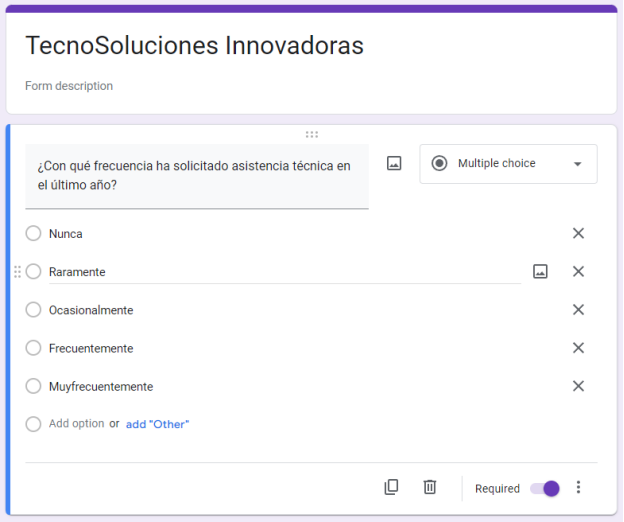 TecnoSoluciones Innovadoras
Form description
¿Con qué frecuencia ha solicitado asistencia técnica en
el último año?
Multiple choice
Nunca
Raramente
Ocasionalmente
Frecuentemente
Muyfrecuentemente
Add option or add "Other"
Required